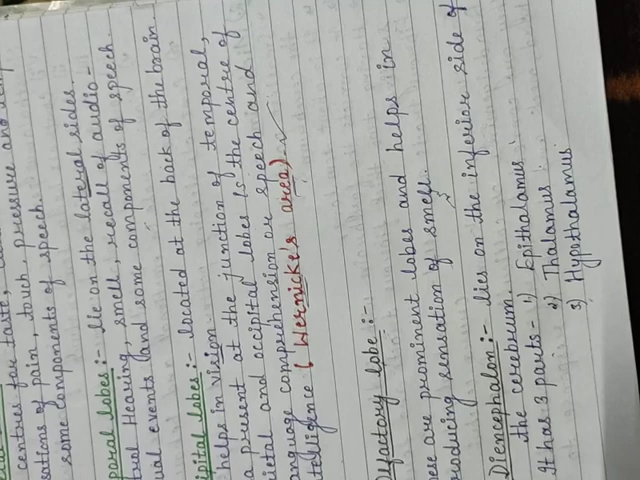 centres for taste,
sations of pain, touch, pressure and
some components of speech.
poral lobes :- lie on the lateral sides.
tral Hearing, smell, recall of audio-
ual events (and some components of speech.
ipital lobes :- located at the back of the brain
helps in vision.
a present at the junction of temporal,
ietal and occipital lobes is the centre of
anguage comprehension or speech and
telligence (Wernicke's area)
Olfactory lobe :-
ese are prominent lobes and helps in
roducing sensation of smell.
Diencephalon :- lies on the inferior side of
the cerebrum.
It has 3 parts - 1) Epithalamus
2) Thalamus
3) Hypothalamus